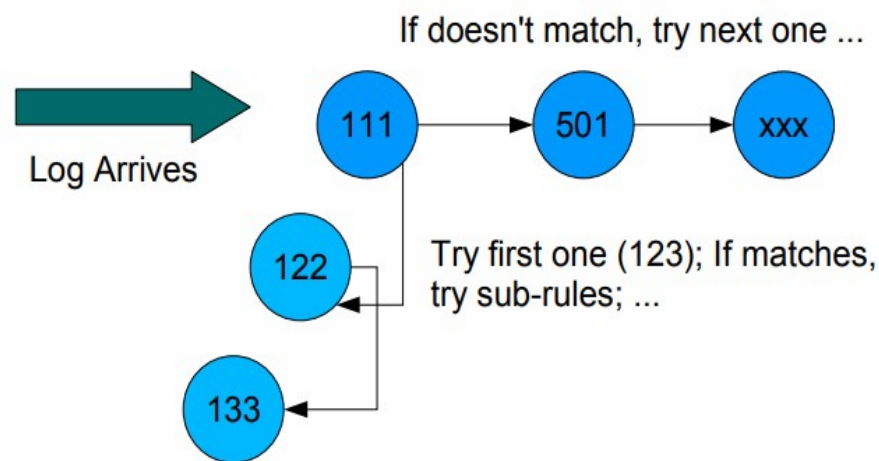 If doesn't match, try next one ...
111
501
xxx
Log Arrives
122
Try first one (123); If matches,
try sub-rules; ...
133